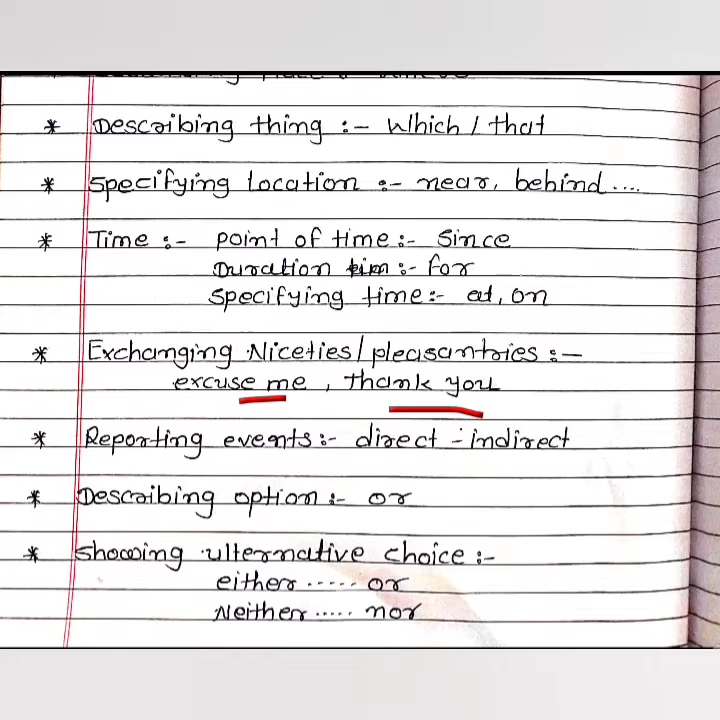 * Describing thing :- which / that
* Specifying location :- near, behind....
* Time :- point of time :- since
Duration :- for
specifying time :- at, on
* Exchanging Niceties / pleasantries :-
excuse me, thank you
* Reporting events :- direct - indirect
* Describing option :- or
* showing alternative choice :-
either ..... or
Neither ..... nor